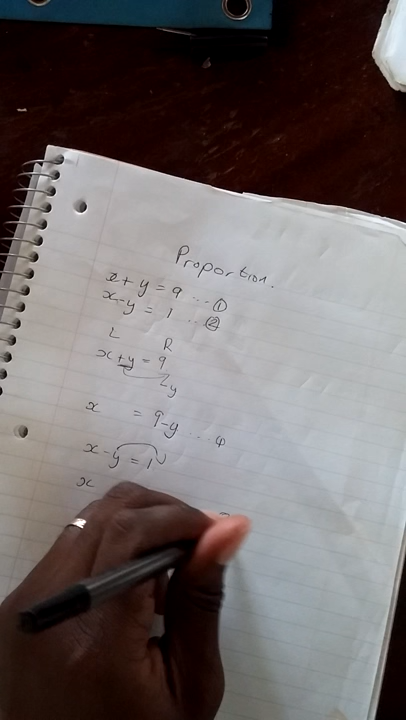 Proportion.
x + y = 9 ... ①
x - y = 1 ... ②
L R
x + y = 9
-y
x = 9 - y ... 4
x - y = 1
x